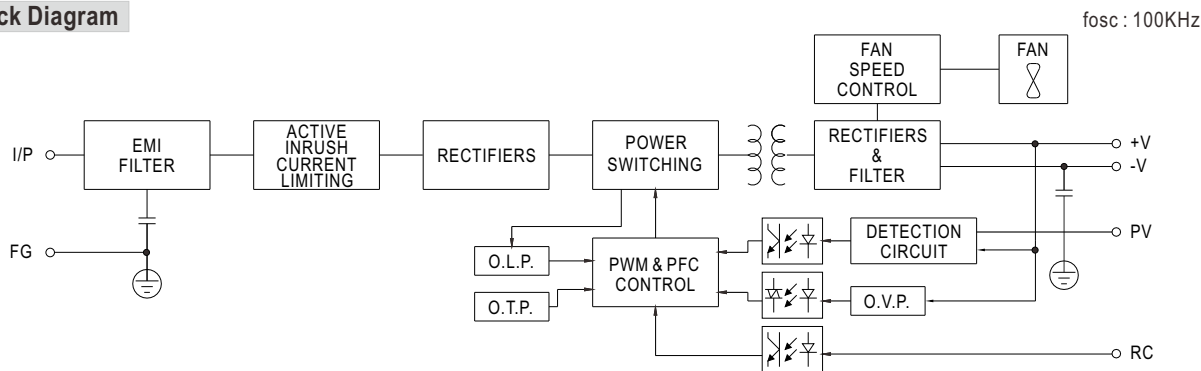 ck Diagram
fosc : 100KHz
FAN
SPEED
CONTROL
FAN
I/P
EMI
FILTER
ACTIVE
INRUSH
CURRENT
LIMITING
RECTIFIERS
POWER
SWITCHING
RECTIFIERS
&
FILTER
+V
-V
FG
O.L.P.
O.T.P.
PWM & PFC
CONTROL
DETECTION
CIRCUIT
PV
O.V.P.
RC